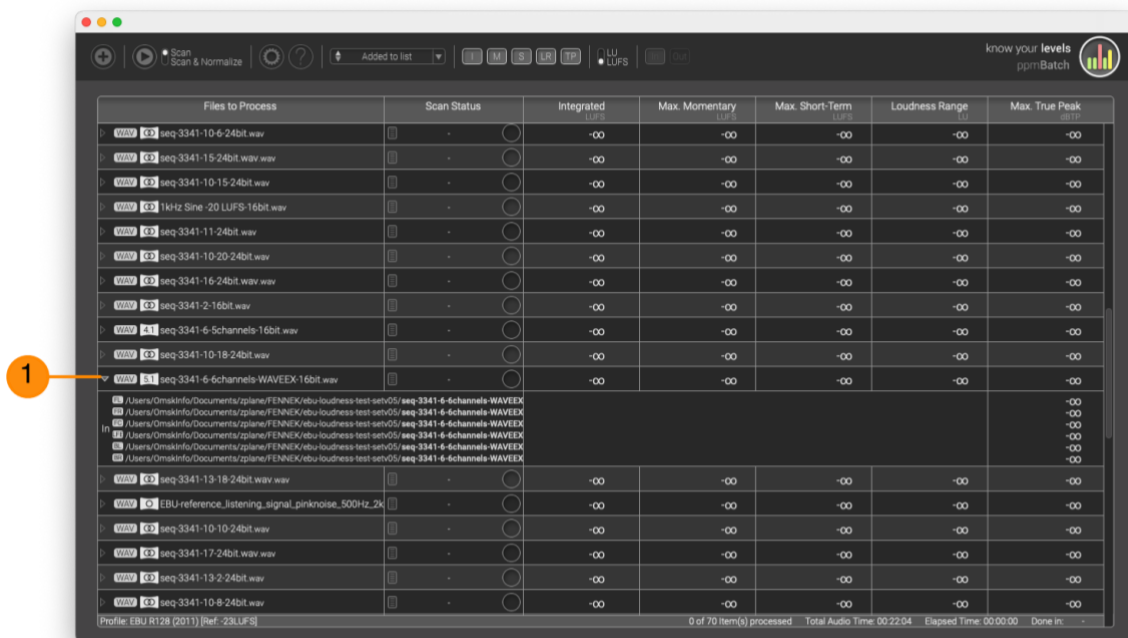 Scan
Scan & Normalize
?
Added to list
I M S LR TP
LU
LUFS
Out
know your levels
ppmBatch
Files to Process Scan Status Integrated Max. Momentary Max. Short-Term Loudness Range Max. True Peak
LUFS LUFS LUFS LU dBTP
WAV seq-3341-10-6-24bit.wav - -∞ -∞ -∞ -∞ -∞
WAV seq-3341-15-24bit.wav.wav - -∞ -∞ -∞ -∞ -∞
WAV seq-3341-10-15-24bit.wav - -∞ -∞ -∞ -∞ -∞
WAV 1kHz Sine -20 LUFS-16bit.wav - -∞ -∞ -∞ -∞ -∞
WAV seq-3341-11-24bit.wav - -∞ -∞ -∞ -∞ -∞
WAV seq-3341-10-20-24bit.wav - -∞ -∞ -∞ -∞ -∞
WAV seq-3341-16-24bit.wav.wav - -∞ -∞ -∞ -∞ -∞
WAV seq-3341-2-16bit.wav - -∞ -∞ -∞ -∞ -∞
WAV 4.1 seq-3341-6-5channels-16bit.wav - -∞ -∞ -∞ -∞ -∞
WAV seq-3341-10-18-24bit.wav - -∞ -∞ -∞ -∞ -∞
1
WAV 5.1 seq-3341-6-6channels-WAVEEX-16bit.wav - -∞ -∞ -∞ -∞ -∞
FL /Users/OmskInfo/Documents/zplane/FENNEK/ebu-loudness-test-setv05/seq-3341-6-6channels-WAVEEX -∞
FR /Users/OmskInfo/Documents/zplane/FENNEK/ebu-loudness-test-setv05/seq-3341-6-6channels-WAVEEX -∞
FC /Users/OmskInfo/Documents/zplane/FENNEK/ebu-loudness-test-setv05/seq-3341-6-6channels-WAVEEX -∞
In LFE /Users/OmskInfo/Documents/zplane/FENNEK/ebu-loudness-test-setv05/seq-3341-6-6channels-WAVEEX -∞
BL /Users/OmskInfo/Documents/zplane/FENNEK/ebu-loudness-test-setv05/seq-3341-6-6channels-WAVEEX -∞
BR /Users/OmskInfo/Documents/zplane/FENNEK/ebu-loudness-test-setv05/seq-3341-6-6channels-WAVEEX -∞
WAV seq-3341-13-18-24bit.wav.wav - -∞ -∞ -∞ -∞ -∞
WAV EBU-reference_listening_signal_pinknoise_500Hz_2k - -∞ -∞ -∞ -∞ -∞
WAV seq-3341-10-10-24bit.wav - -∞ -∞ -∞ -∞ -∞
WAV seq-3341-17-24bit.wav.wav - -∞ -∞ -∞ -∞ -∞
WAV seq-3341-13-2-24bit.wav - -∞ -∞ -∞ -∞ -∞
WAV seq-3341-10-8-24bit.wav - -∞ -∞ -∞ -∞ -∞
Profile: EBU R128 (2011) [Ref: -23LUFS] 0 of 70 Item(s) processed Total Audio Time: 00:22:04 Elapsed Time: 00:00:00 Done in: -